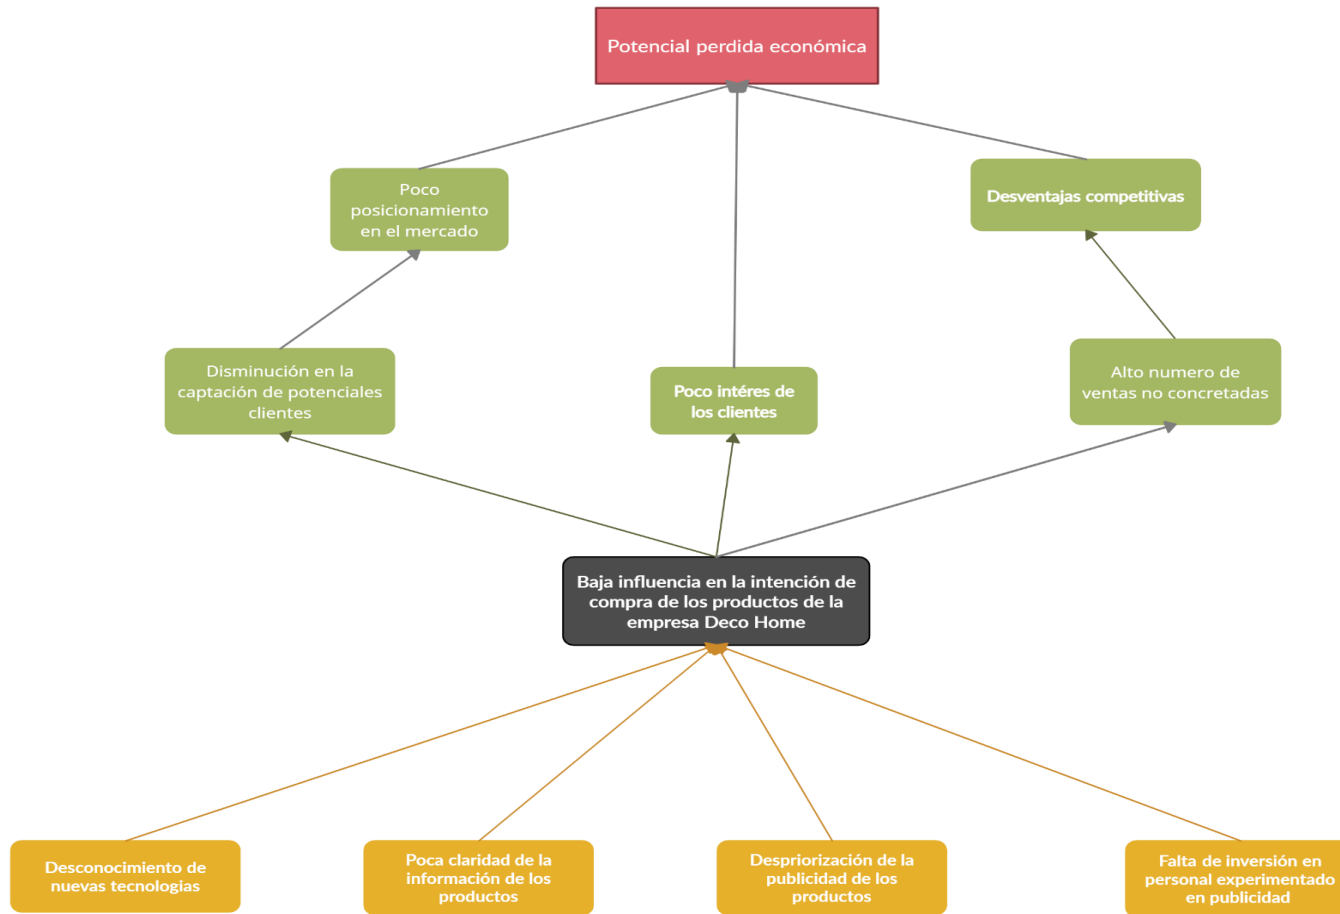 Potencial perdida económica
Poco
posicionamiento
en el mercado
Desventajas competitivas
Disminución en la
captación de potenciales
clientes
Poco intéres de
los clientes
Alto numero de
ventas no concretadas
Baja influencia en la intención de
compra de los productos de la
empresa Deco Home
Desconocimiento de
nuevas tecnologias
Poca claridad de la
información de los
productos
Despriorización de la
publicidad de los
productos
Falta de inversión en
personal experimentado
en publicidad